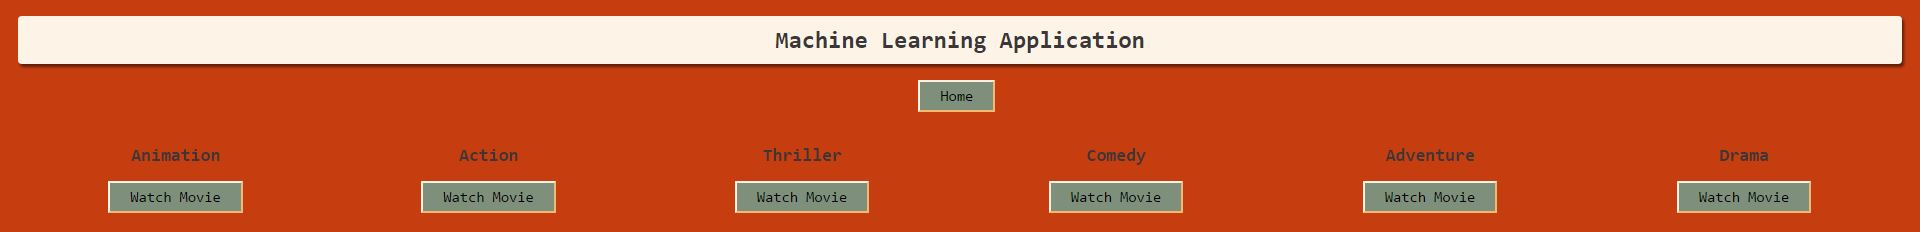 Machine Learning Application
Home
Animation Action Thriller Comedy Adventure Drama
Watch Movie Watch Movie Watch Movie Watch Movie Watch Movie Watch Movie